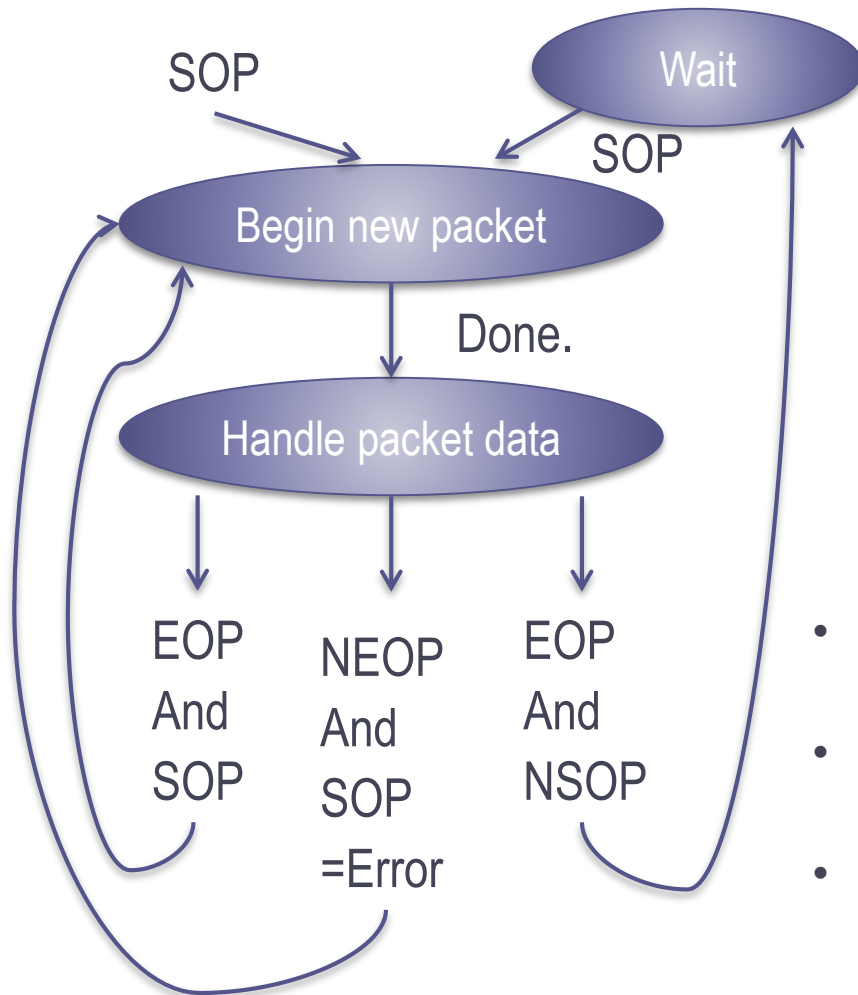 SOP
Wait
SOP
Begin new packet
Done.
Handle packet data
EOP
And
SOP
NEOP
And
SOP
=Error
EOP
And
NSOP
•
•
•